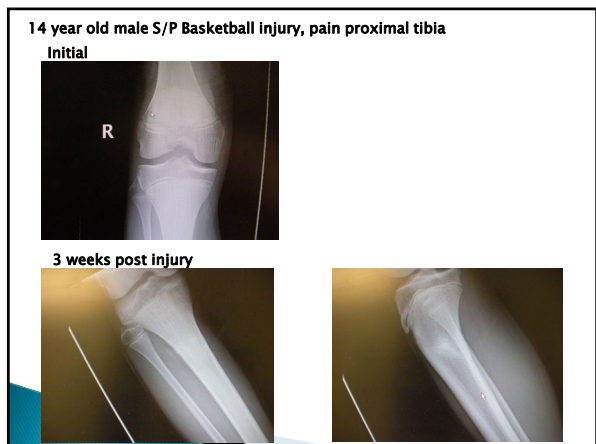 14 year old male S/P Basketball injury, pain proximal tibia
Initial
R
3 weeks post injury